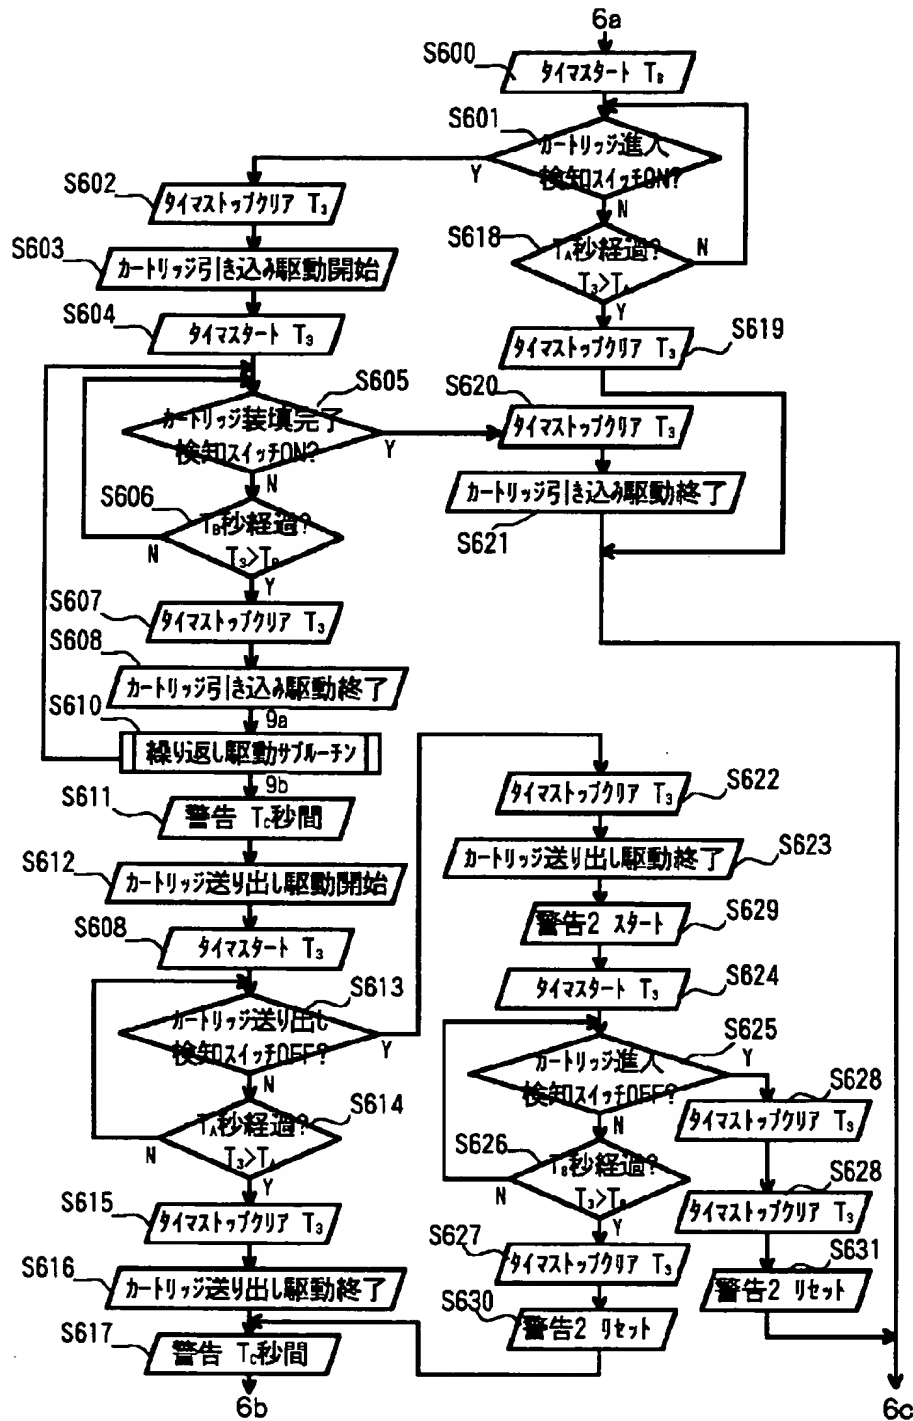 6a
S600
タイマスタート T₈
S601
カートリッジ進入
検知スイッチON?
Y
N
S618
Tᴀ秒経過?
T₃>Tᴀ
N
Y
S619
タイマストップクリア T₃
S602
タイマストップクリア T₃
S603
カートリッジ引き込み駆動開始
S604
タイマスタート T₃
S605
カートリッジ装填完了
検知スイッチON?
Y
N
S606
Tʙ秒経過?
T₃>Tʙ
N
Y
S620
タイマストップクリア T₃
カートリッジ引き込み駆動終了
S621
S607
タイマストップクリア T₃
S608
カートリッジ引き込み駆動終了
S610
9a
繰り返し駆動サブルーチン
9b
S611
警告 Tc秒間
S612
カートリッジ送り出し駆動開始
S608
タイマスタート T₃
S613
カートリッジ送り出し
検知スイッチOFF?
Y
N
S614
Tᴀ秒経過?
T₃>Tᴀ
N
Y
S615
タイマストップクリア T₃
S616
カートリッジ送り出し駆動終了
S617
警告 Tc秒間
6b
S622
タイマストップクリア T₃
S623
カートリッジ送り出し駆動終了
S629
警告2 スタート
S624
タイマスタート T₃
S625
カートリッジ進入
検知スイッチOFF?
Y
N
S626
T₈秒経過?
T₃>T₈
N
Y
S627
タイマストップクリア T₃
S630
警告2 リセット
S628
タイマストップクリア T₃
S628
タイマストップクリア T₃
S631
警告2 リセット
6c